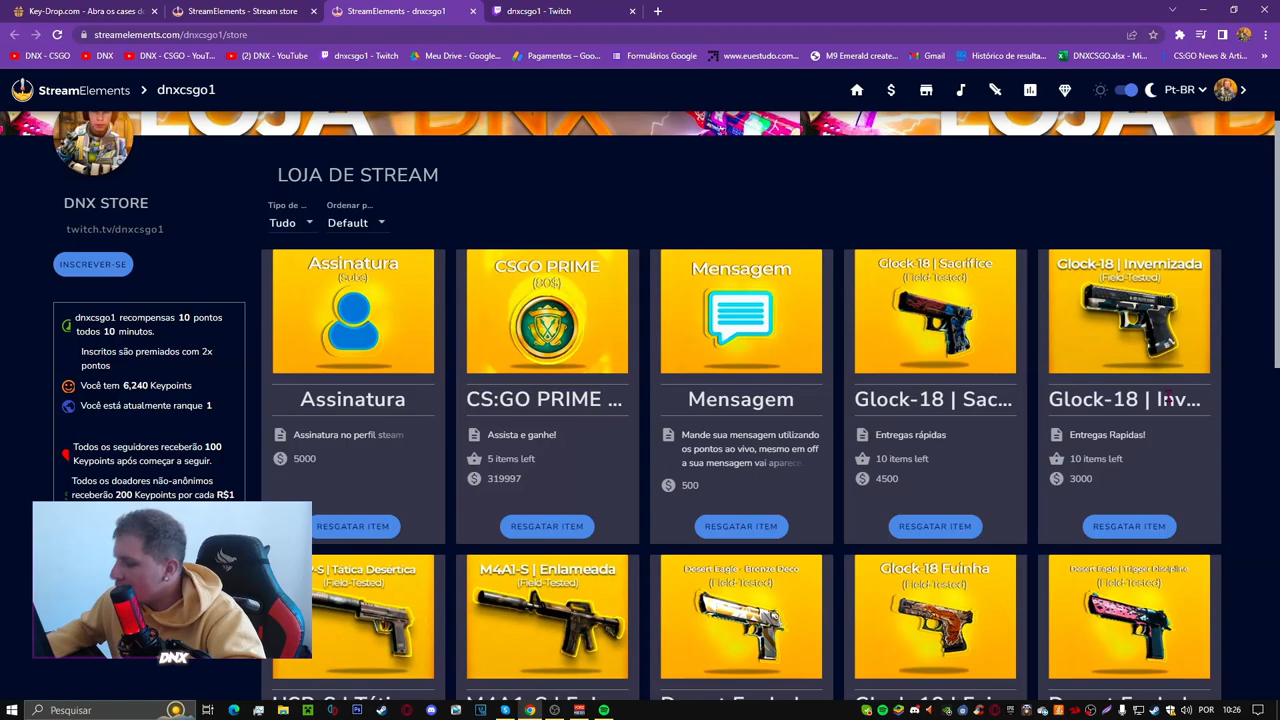 Key-Drop.com - Abra os cases d
StreamElements - dnxcsgo1
StreamElements - dnxcsgo1
dnxcsgo1 - Twitch
streamelements.com/dnxcsgo1/store
DNX - CSGO
DNX - CSGO - YouT...
(2) DNX - YouTube
dnxcsgo1 - Twitch
Meu Drive – Google...
Pagamentos – Goo...
Formulários Google
www.euestudo.com...
M9 Emerald create...
Gmail
Histórico de resulta...
DNXCSGO.xlsx - Mi...
CS:GO News & Arti...
StreamElements
dnxcsgo1
Pt-BR
LOJA DNX
LOJA DE STREAM
DNX STORE
twitch.tv/dnxcsgo1
INSCREVER-SE
Tipo de ...
Ordenar p...
Tudo
Default
dnxcsgo1 recompensas 10 pontos
todos 10 minutos.
Inscritos são premiados com 2x
pontos
Você tem 6,240 Keypoints
Você está atualmente ranque 1
Todos os seguidores receberão 100
Keypoints após começar a seguir.
Todos os doadores não-anônimos
receberão 200 Keypoints por cada R$1
Assinatura
(Subs)
Assinatura
Assinatura no perfil steam
5000
RESGATAR ITEM
CSGO PRIME
(80$)
CS:GO PRIME ...
Assista e ganhe!
5 items left
319997
RESGATAR ITEM
Mensagem
Mensagem
Mande sua mensagem utilizando
os pontos ao vivo, mesmo em off
a sua mensagem vai aparece
500
RESGATAR ITEM
Glock-18 | Sacrifice
(Field-Tested)
Glock-18 | Sac...
Entregas rápidas
10 items left
4500
RESGATAR ITEM
Glock-18 | Invernizada
(Field-Tested)
Glock-18 | Inv...
Entregas Rapidas!
10 items left
3000
RESGATAR ITEM
P-S | Tática Desértica
(Field-Tested)
M4A1-S | Enlameada
(Field-Tested)
Desert Eagle - Bronze Deco
(Field-Tested)
Glock-18 Fuinha
(Field-Tested)
Desert Eagle | Trigger Discipline
(Field-Tested)
DNX
Pesquisar
POR
10:26